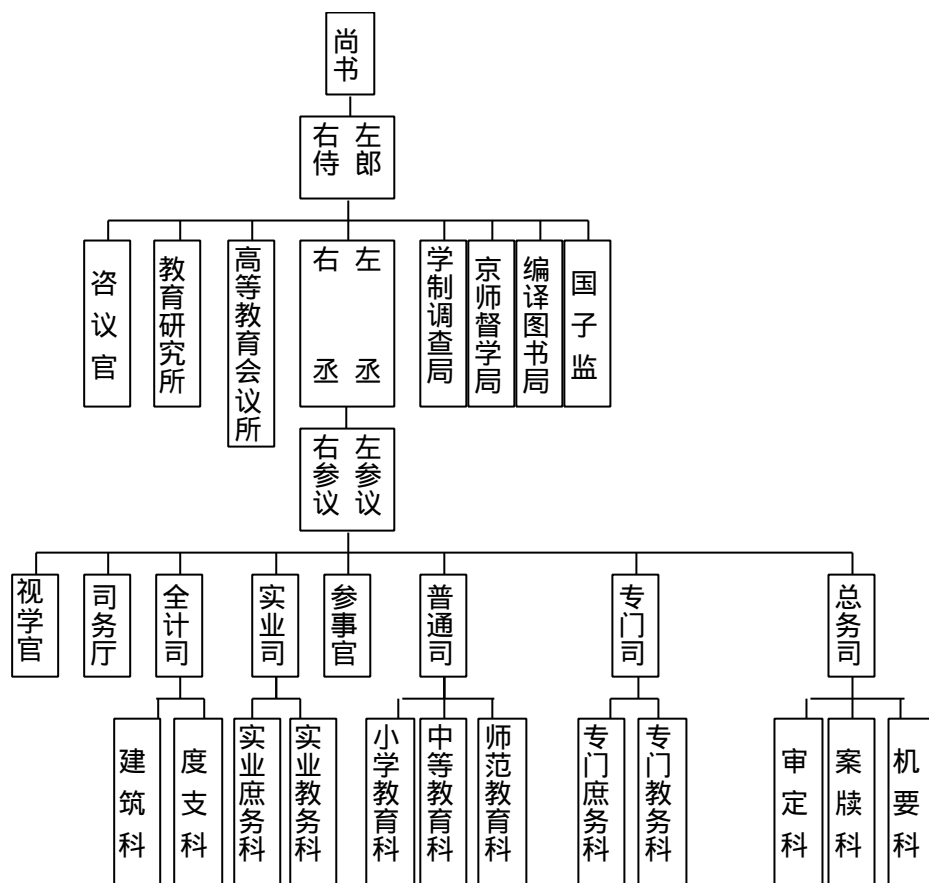 尚书
左侍郎
右侍郎
咨议官
教育研究所
高等教育会议所
右丞
左丞
学制调查局
京师督学局
编译图书局
国子监
右参议
左参议
视学官
司务厅
全计司
实业司
参事官
普通司
专门司
总务司
建筑科
度支科
实业庶务科
实业教务科
小学教育科
中等教育科
师范教育科
专门庶务科
专门教务科
审定科
案牍科
机要科